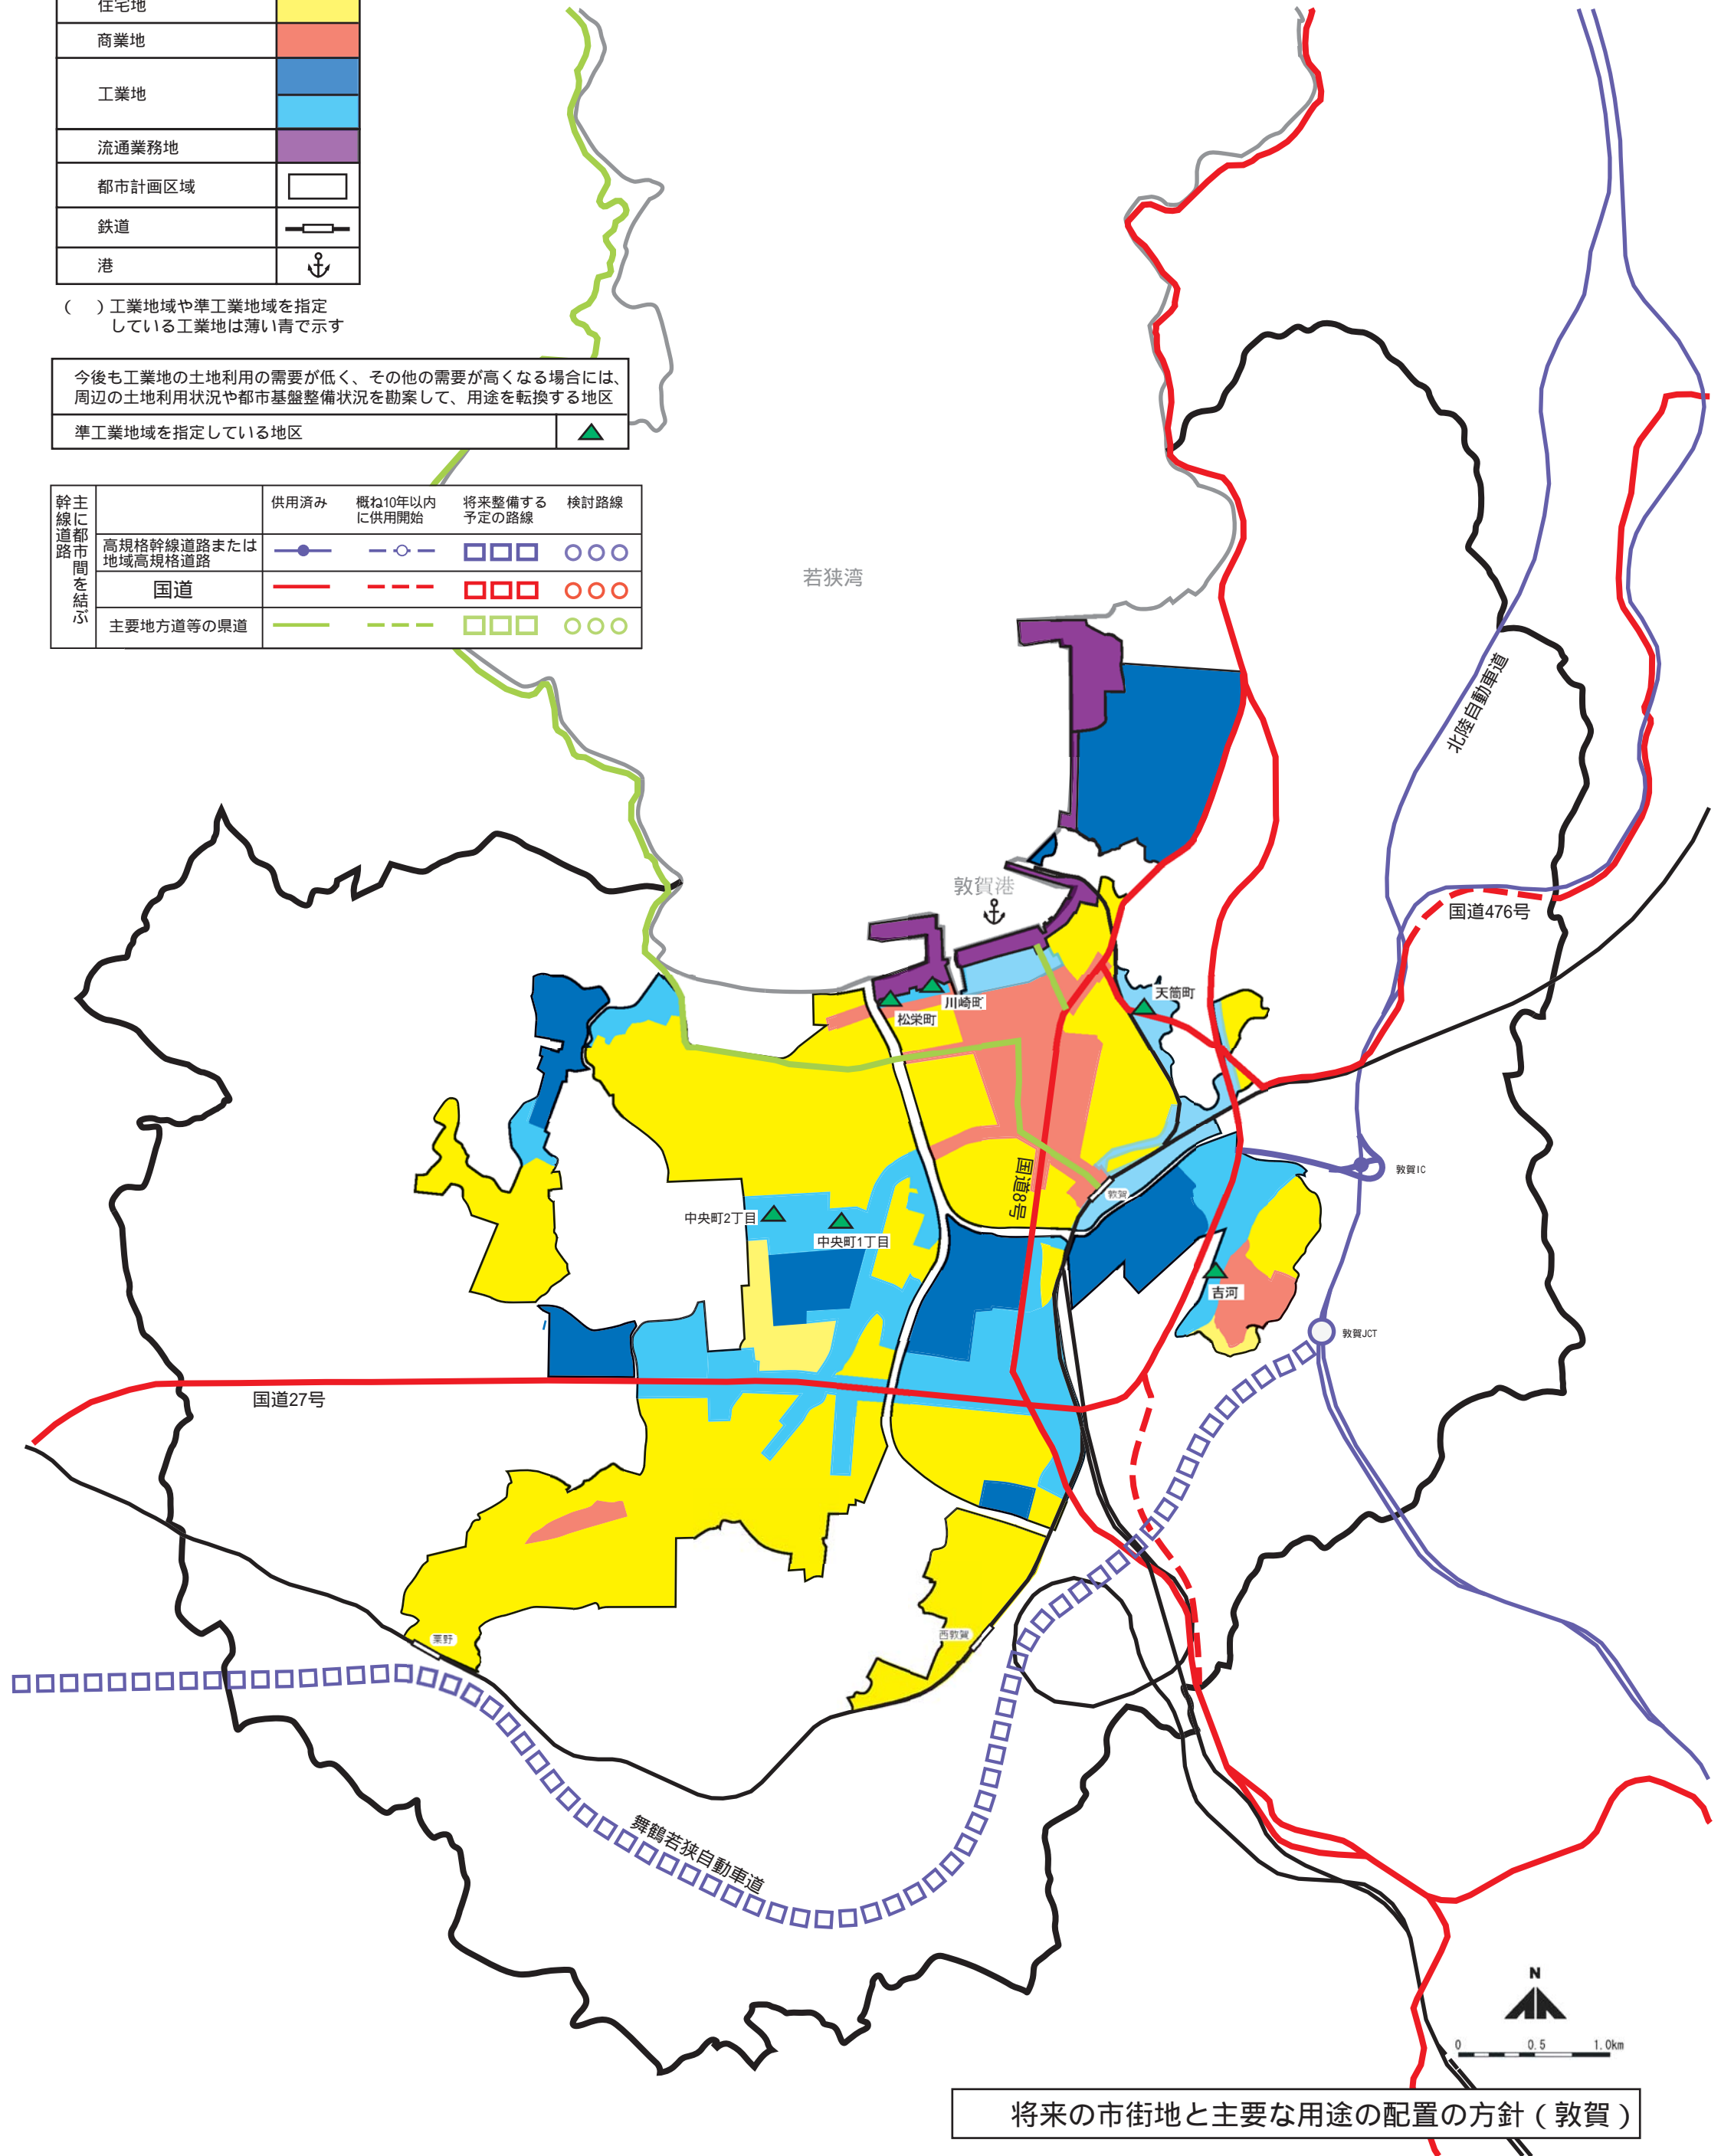 住宅地
商業地
工業地
流通業務地
都市計画区域
鉄道
港
（　）工業地域や準工業地域を指定
している工業地は薄い青で示す
今後も工業地の土地利用の需要が低く、その他の需要が高くなる場合には、
周辺の土地利用状況や都市基盤整備状況を勘案して、用途を転換する地区
準工業地域を指定している地区
主に都市間を結ぶ
幹線道路
供用済み
概ね10年以内
に供用開始
将来整備する
予定の路線
検討路線
高規格幹線道路または
地域高規格道路
国道
主要地方道等の県道
若狭湾
北陸自動車道
敦賀港
国道476号
天筒町
川崎町
松栄町
敦賀IC
国道8号
敦賀
中央町2丁目
中央町1丁目
吉河
敦賀JCT
国道27号
粟野
西敦賀
舞鶴若狭自動車道
N
0 0.5 1.0km
将来の市街地と主要な用途の配置の方針（敦賀）